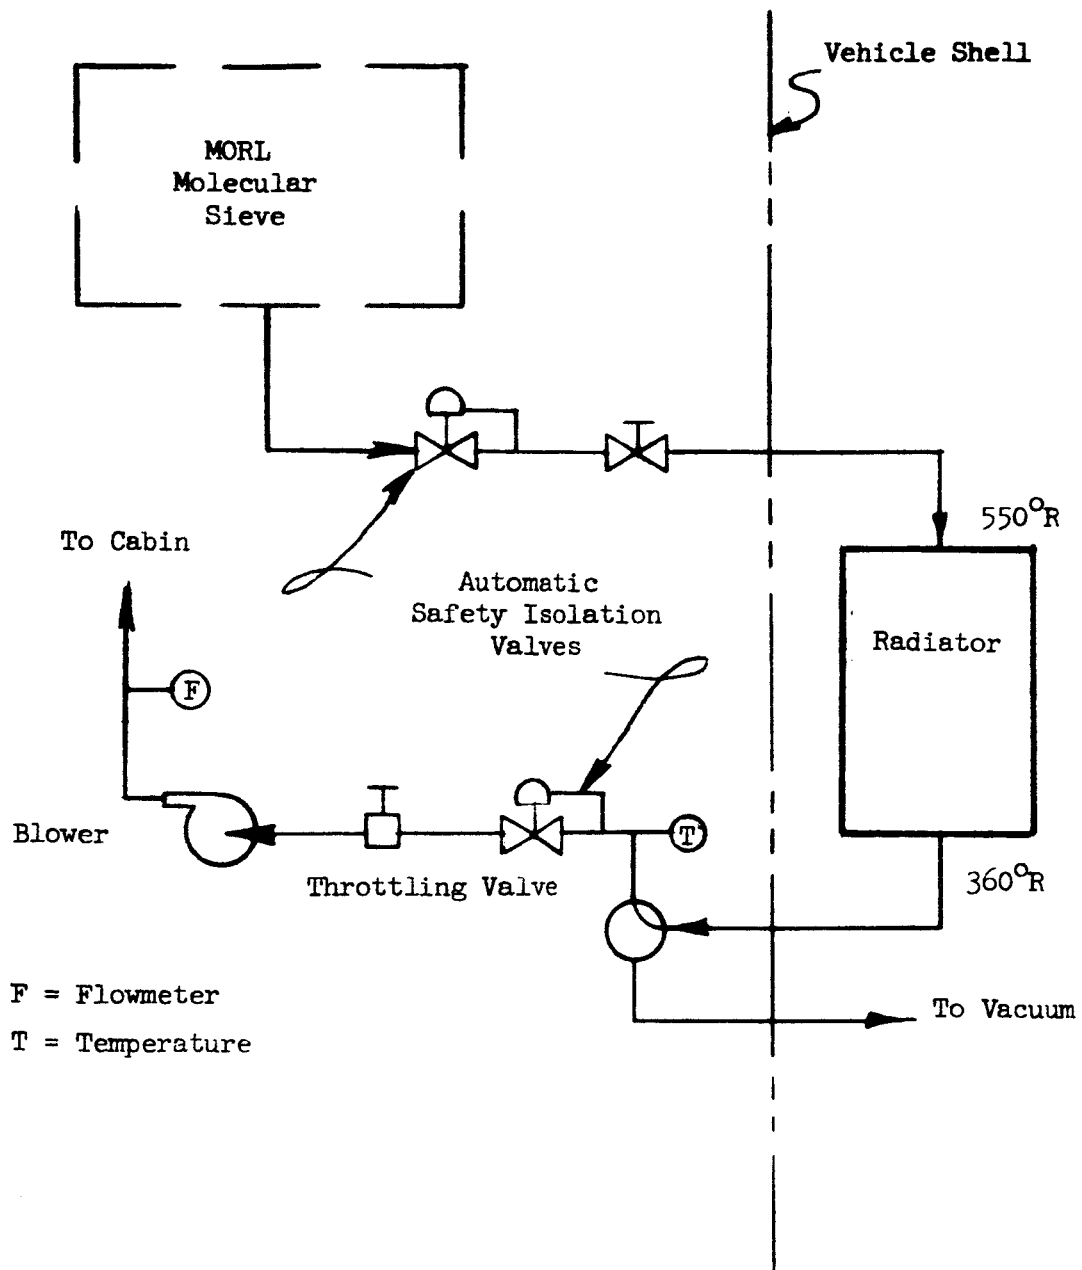 Vehicle Shell
MORL
Molecular
Sieve
550°R
To Cabin
Automatic
Safety Isolation
Valves
Radiator
F
Blower
T
Throttling Valve
360°R
F = Flowmeter
To Vacuum
T = Temperature